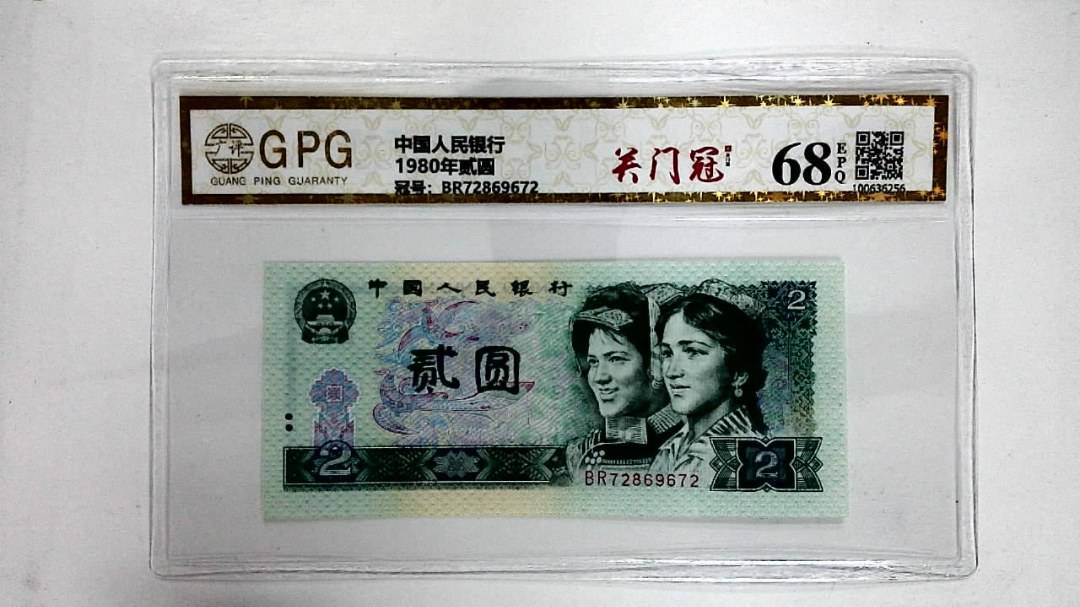 GPG
GUANG PING GUARANTY
中国人民银行
1980年贰圆
冠号：BR72869672
关门冠
68
EPQ
100636256
中国人民银行
2
贰圆
2
BR72869672
2